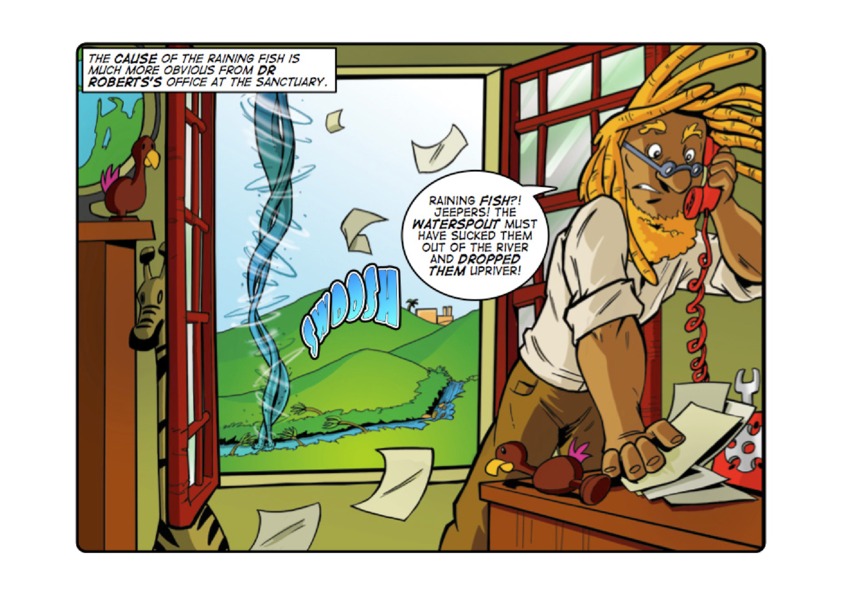 THE CAUSE OF THE RAINING FISH IS
MUCH MORE OBVIOUS FROM DR
ROBERTS'S OFFICE AT THE SANCTUARY.
RAINING FISH?!
JEEPERS! THE
WATERSPOUT MUST
HAVE SUCKED THEM
OUT OF THE RIVER
AND DROPPED
THEM UPRIVER!
SWOOSH